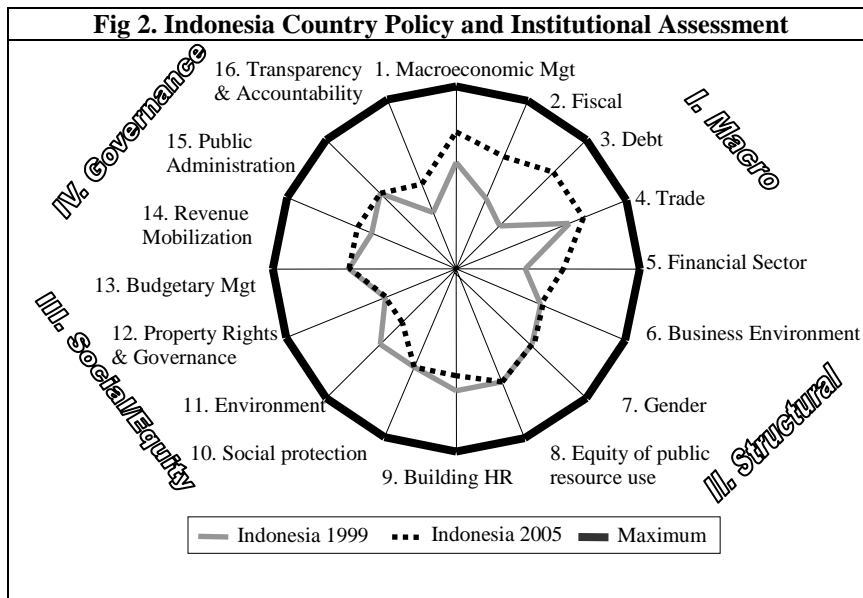 Fig 2. Indonesia Country Policy and Institutional Assessment
16. Transparency
& Accountability
1. Macroeconomic Mgt
2. Fiscal
3. Debt
4. Trade
5. Financial Sector
6. Business Environment
7. Gender
8. Equity of public
resource use
9. Building HR
10. Social protection
11. Environment
12. Property Rights
& Governance
13. Budgetary Mgt
14. Revenue
Mobilization
15. Public
Administration
I. Macro
II. Structural
III. Social/Equity
IV. Governance
Indonesia 1999
Indonesia 2005
Maximum